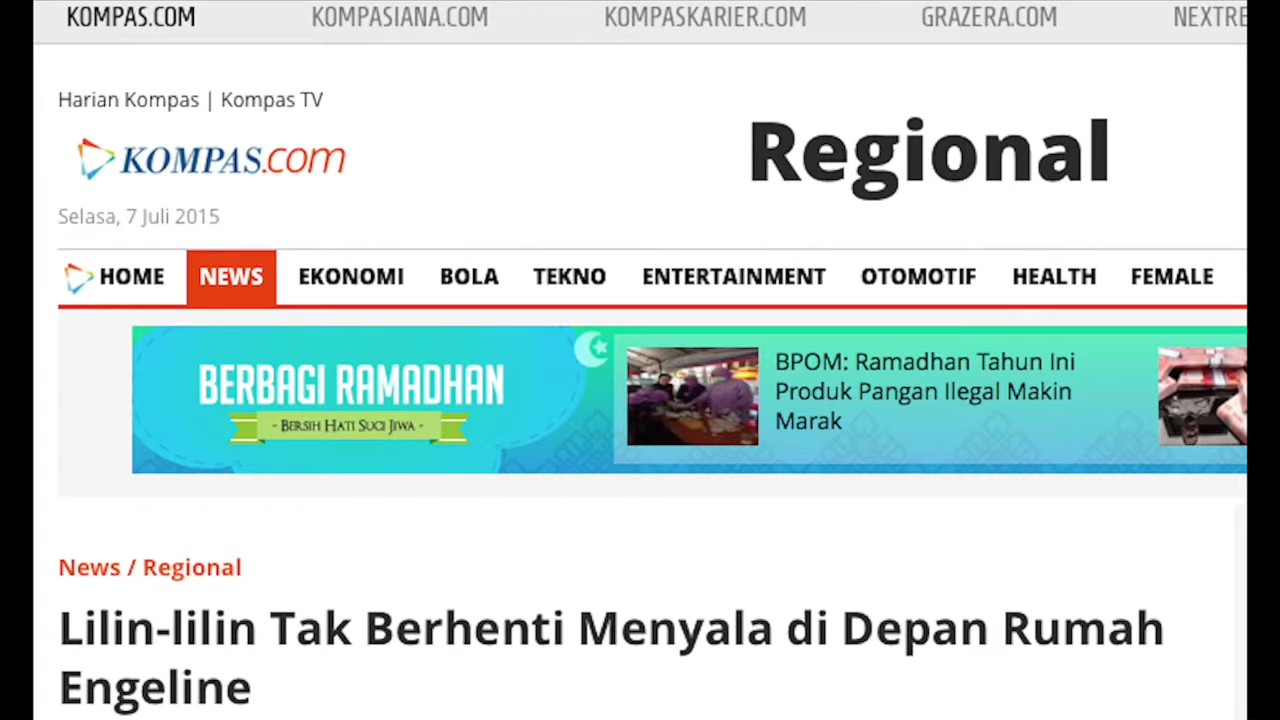 KOMPAS.COM KOMPASIANA.COM KOMPASKARIER.COM GRAZERA.COM NEXTRE
Harian Kompas | Kompas TV
KOMPAS.com
Regional
Selasa, 7 Juli 2015
HOME NEWS EKONOMI BOLA TEKNO ENTERTAINMENT OTOMOTIF HEALTH FEMALE
BERBAGI RAMADHAN
- BERSIH HATI SUCI JIWA -
BPOM: Ramadhan Tahun Ini
Produk Pangan Ilegal Makin
Marak
News / Regional
Lilin-lilin Tak Berhenti Menyala di Depan Rumah
Engeline